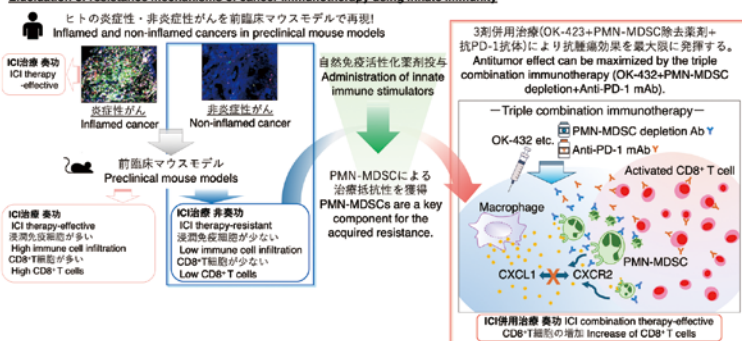 Elucidation of resistance mechanisms of cancer immunotherapy using innate immunity
ヒトの炎症性・非炎症性がんを前臨床マウスモデルで再現!
Inflamed and non-inflamed cancers in preclinical mouse models
ICI治療 奏功
ICI therapy
-effective
炎症性がん
Inflamed cancer
非炎症性がん
Non-inflamed cancer
前臨床マウスモデル
Preclinical mouse models
ICI治療 奏功
ICI therapy-effective
浸潤免疫細胞が多い
High immune cell infiltration
CD8⁺T細胞が多い
High CD8⁺ T cells
ICI治療 非奏功
ICI therapy-resistant
浸潤免疫細胞が少ない
Low immune cell infiltration
CD8⁺T細胞が少ない
Low CD8⁺ T cells
自然免疫活性化薬剤投与
Administration of innate
immune stimulators
PMN-MDSCによる
治療抵抗性を獲得
PMN-MDSCs are a key
component for the
acquired resistance.
3剤併用治療(OK-423+PMN-MDSC除去薬剤+
抗PD-1抗体)により抗腫瘍効果を最大限に発揮する。
Antitumor effect can be maximized by the triple
combination immunotherapy (OK-432+PMN-MDSC
depletion+Anti-PD-1 mAb).
—Triple combination immunotherapy—
OK-432 etc.
PMN-MDSC depletion Ab
Anti-PD-1 mAb
Activated CD8⁺ T cell
Macrophage
PMN-MDSC
CXCL1
CXCR2
ICI併用治療 奏功 ICI combination therapy-effective
CD8⁺T細胞の増加 Increase of CD8⁺ T cells